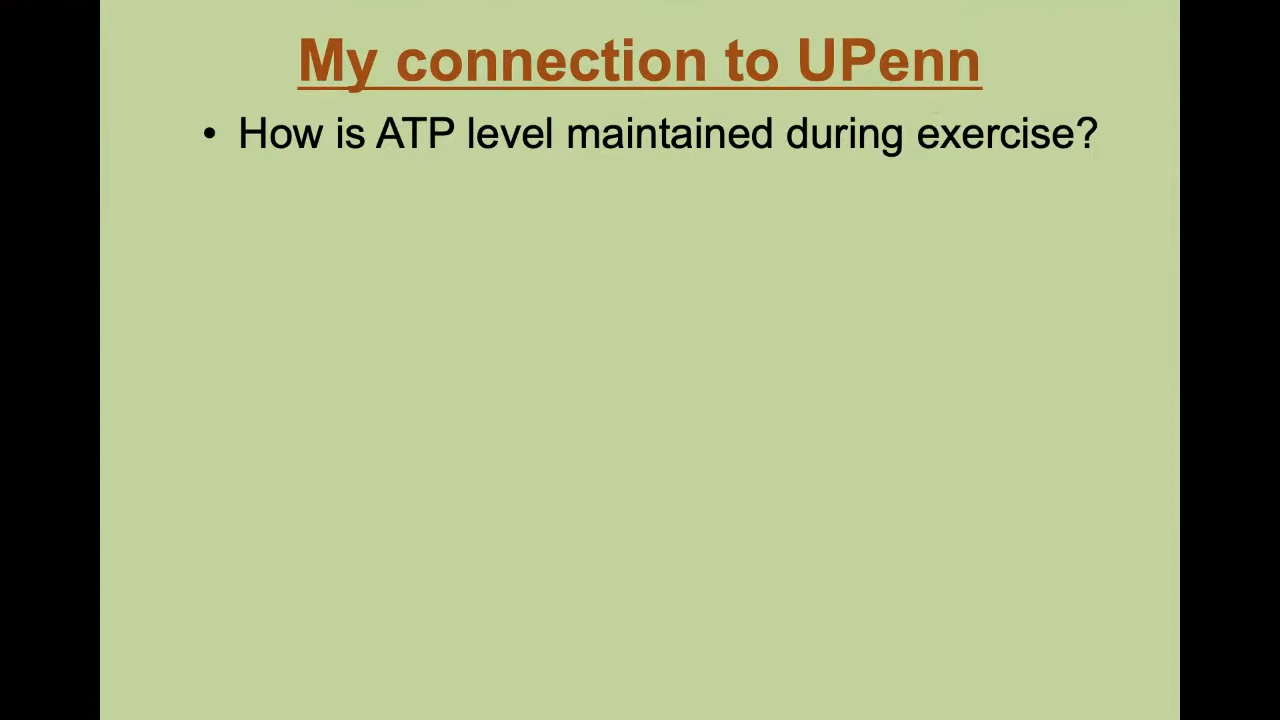 My connection to UPenn
• How is ATP level maintained during exercise?